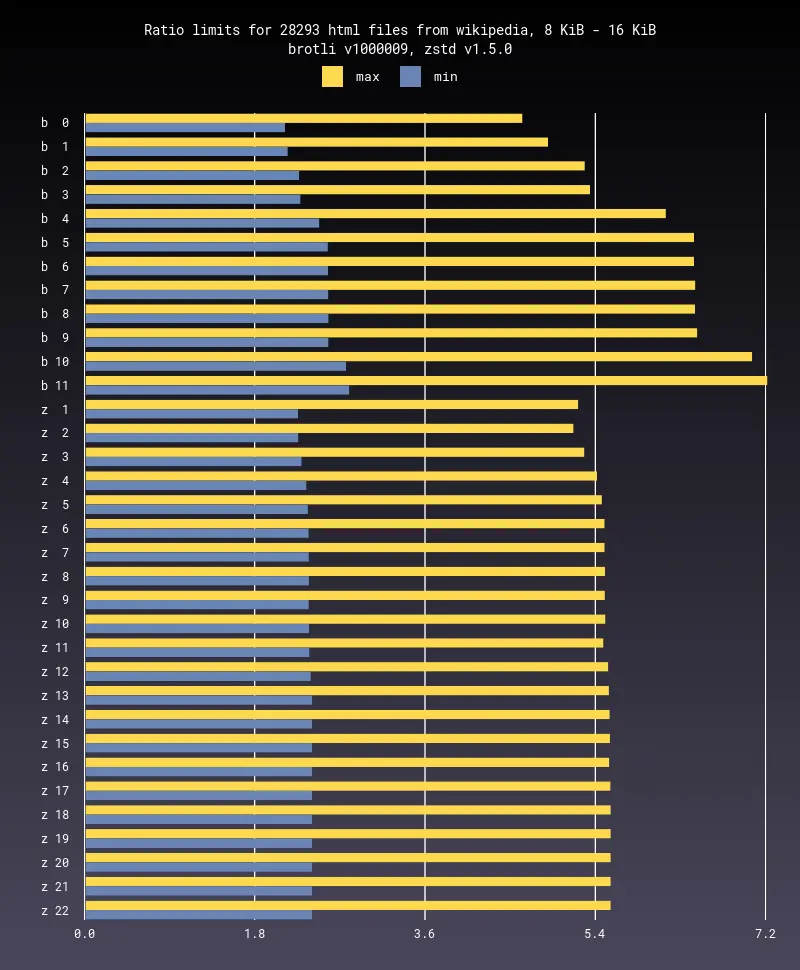 Ratio limits for 28293 html files from wikipedia, 8 KiB - 16 KiB
brotli v1000009, zstd v1.5.0
max min
b 0
b 1
b 2
b 3
b 4
b 5
b 6
b 7
b 8
b 9
b 10
b 11
z 1
z 2
z 3
z 4
z 5
z 6
z 7
z 8
z 9
z 10
z 11
z 12
z 13
z 14
z 15
z 16
z 17
z 18
z 19
z 20
z 21
z 22
0.0 1.8 3.6 5.4 7.2